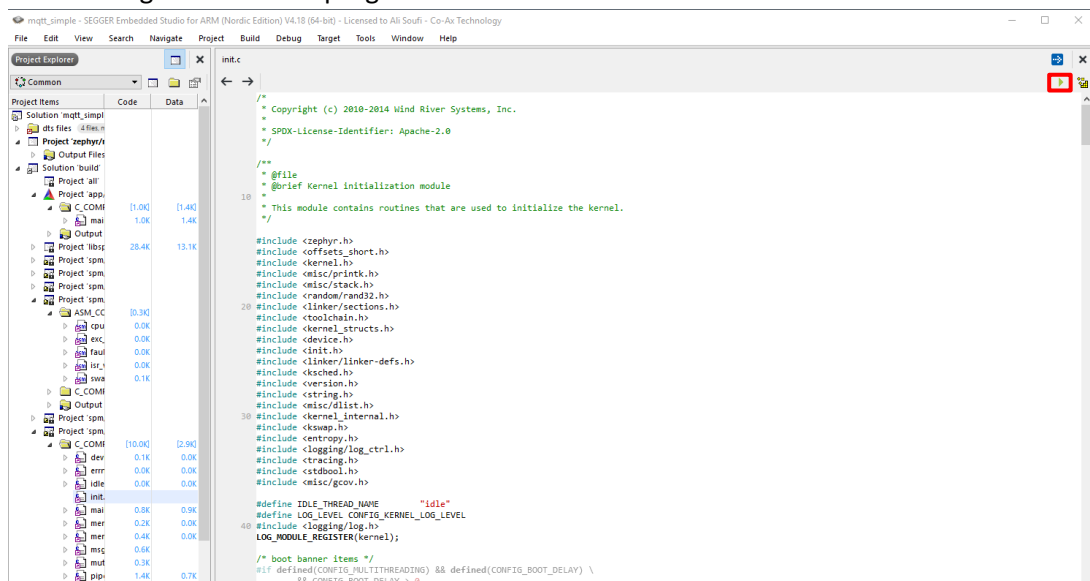 mqtt_simple - SEGGER Embedded Studio for ARM (Nordic Edition) V4.18 (64-bit) - Licensed to Ali Soufi - Co-Ax Technology
File Edit View Search Navigate Project Build Debug Target Tools Window Help
Project Explorer
init.c
Common
Project Items Code Data
Solution 'mqtt_simpl
dts files 4 files, n
Project 'zephyr/r
Output Files
Solution 'build'
Project 'all'
Project 'app/
C_COMF [1.0K] [1.4K]
mai 1.0K 1.4K
Output
Project 'libsp 28.4K 13.1K
Project 'spm,
Project 'spm,
Project 'spm,
Project 'spm,
ASM_CC [0.3K]
cpu 0.0K
exc_ 0.0K
faul 0.0K
isr_ 0.0K
swa 0.1K
C_COMF
Output
Project 'spm,
Project 'spm,
C_COMF [10.0K] [2.9K]
dev 0.1K 0.0K
errn 0.0K 0.0K
idle 0.0K 0.0K
init.
mai 0.8K 0.9K
mer 0.2K 0.0K
mer 0.4K 0.0K
msg 0.6K
mut 0.3K
pip 1.4K 0.7K
/*
* Copyright (c) 2010-2014 Wind River Systems, Inc.
*
* SPDX-License-Identifier: Apache-2.0
*/
/**
* @file
* @brief Kernel initialization module
10 *
* This module contains routines that are used to initialize the kernel.
*/
#include <zephyr.h>
#include <offsets_short.h>
#include <kernel.h>
#include <misc/printk.h>
#include <misc/stack.h>
#include <random/rand32.h>
20 #include <linker/sections.h>
#include <toolchain.h>
#include <kernel_structs.h>
#include <device.h>
#include <init.h>
#include <linker/linker-defs.h>
#include <ksched.h>
#include <version.h>
#include <string.h>
#include <misc/dlist.h>
30 #include <kernel_internal.h>
#include <kswap.h>
#include <entropy.h>
#include <logging/log_ctrl.h>
#include <tracing.h>
#include <stdbool.h>
#include <misc/gcov.h>
#define IDLE_THREAD_NAME "idle"
#define LOG_LEVEL CONFIG_KERNEL_LOG_LEVEL
40 #include <logging/log.h>
LOG_MODULE_REGISTER(kernel);
/* boot banner items */
#if defined(CONFIG_MULTITHREADING) && defined(CONFIG_BOOT_DELAY) \
&& CONFIG_BOOT_DELAY > 0